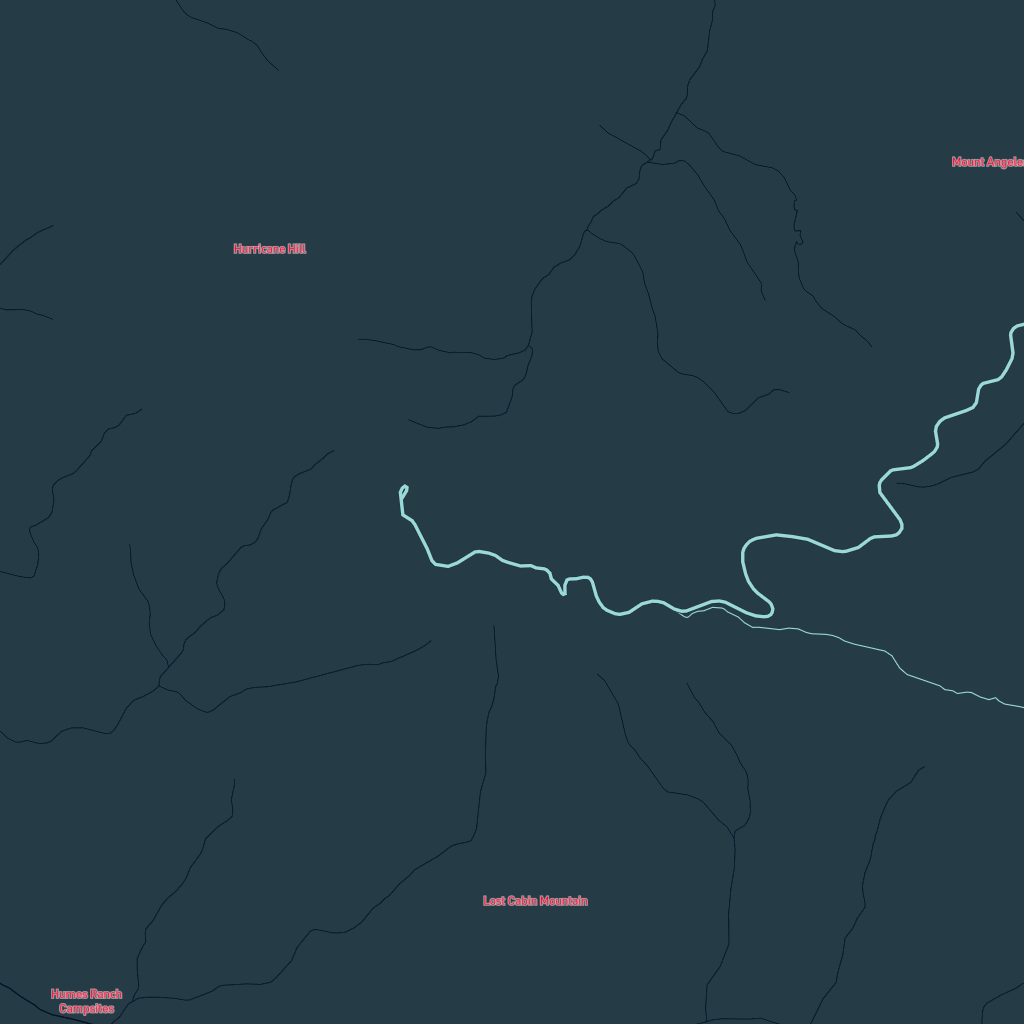 Mount Angeles
Hurricane Hill
Lost Cabin Mountain
Humes Ranch
Campsites